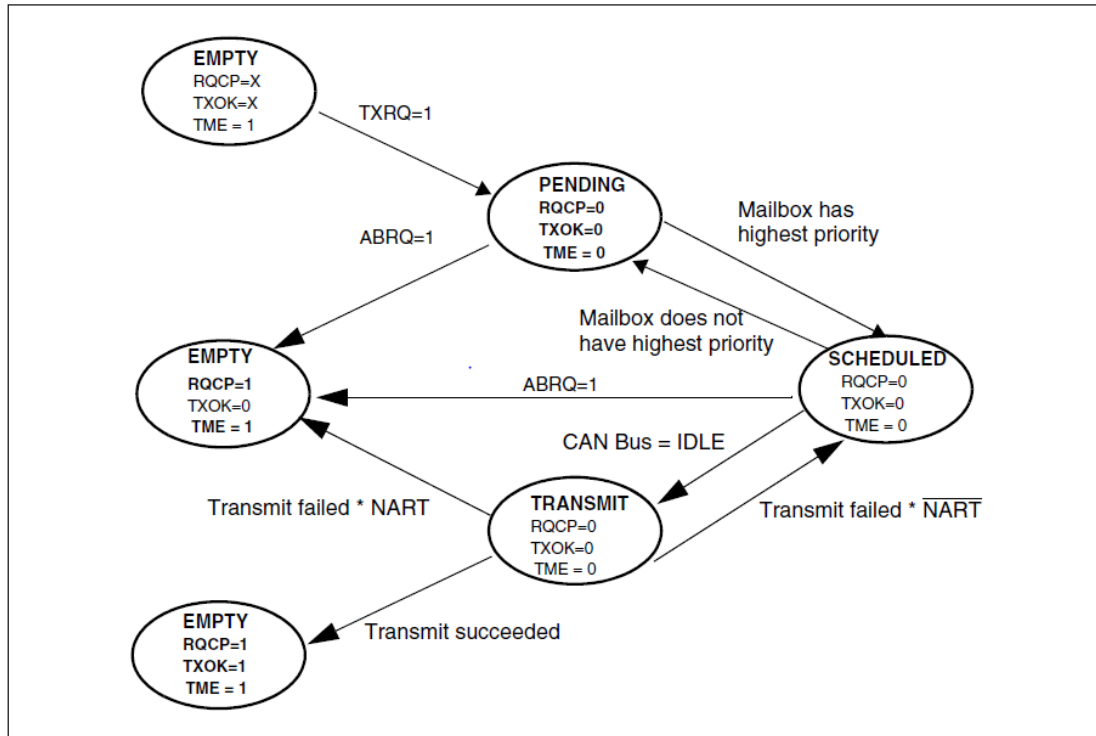 EMPTY
RQCP=X
TXOK=X
TME = 1
TXRQ=1
PENDING
RQCP=0
TXOK=0
TME = 0
Mailbox has
highest priority
ABRQ=1
Mailbox does not
have highest priority
EMPTY
RQCP=1
TXOK=0
TME = 1
ABRQ=1
SCHEDULED
RQCP=0
TXOK=0
TME = 0
CAN Bus = IDLE
Transmit failed * NART
TRANSMIT
RQCP=0
TXOK=0
TME = 0
Transmit failed * N̅A̅R̅T̅
EMPTY
RQCP=1
TXOK=1
TME = 1
Transmit succeeded